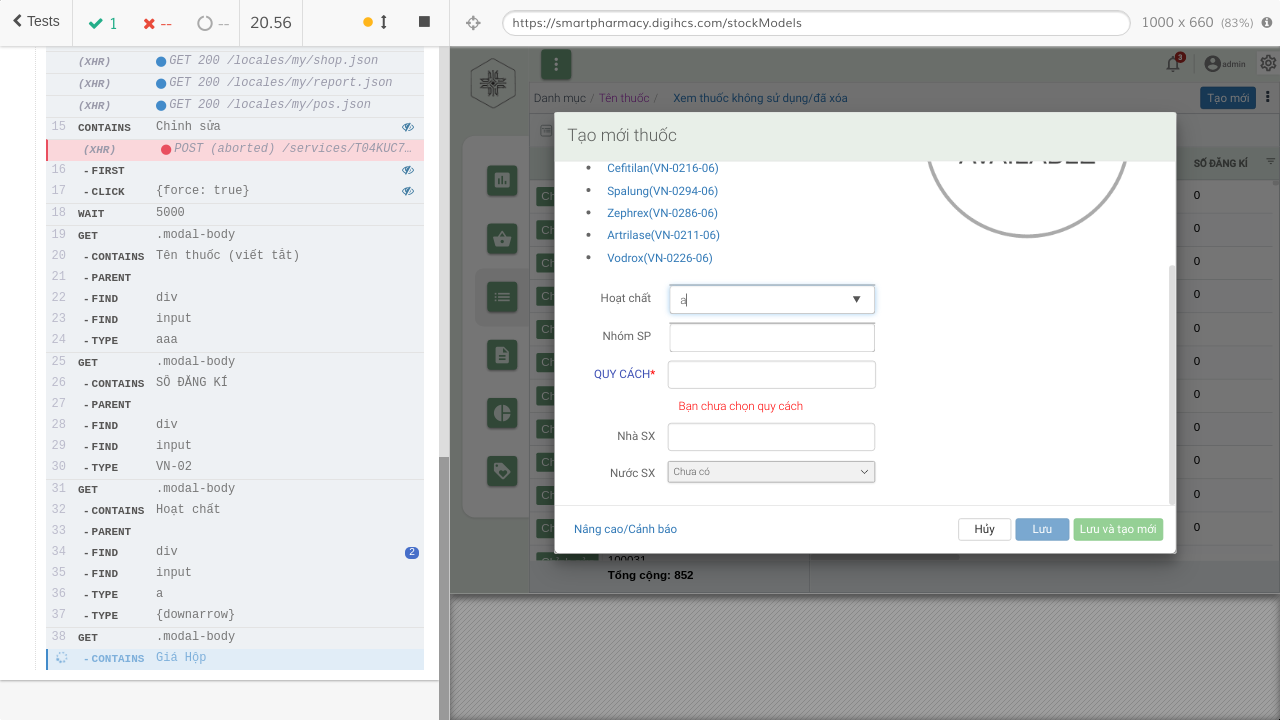 Tests
1
--
--
20.56
https://smartpharmacy.digihcs.com/stockModels
1000 x 660 (83%)
(XHR) GET 200 /locales/my/shop.json
(XHR) GET 200 /locales/my/report.json
(XHR) GET 200 /locales/my/pos.json
15 CONTAINS Chỉnh sửa
(XHR) POST (aborted) /services/T04KUC7…
16 -FIRST
17 -CLICK {force: true}
18 WAIT 5000
19 GET .modal-body
20 -CONTAINS Tên thuốc (viết tắt)
21 -PARENT
22 -FIND div
23 -FIND input
24 -TYPE aaa
25 GET .modal-body
26 -CONTAINS SỐ ĐĂNG KÍ
27 -PARENT
28 -FIND div
29 -FIND input
30 -TYPE VN-02
31 GET .modal-body
32 -CONTAINS Hoạt chất
33 -PARENT
34 -FIND div 2
35 -FIND input
36 -TYPE a
37 -TYPE {downarrow}
38 GET .modal-body
-CONTAINS Giá Hộp
3
admin
Danh mục / Tên thuốc / Xem thuốc không sử dụng/đã xóa
Tạo mới
Tạo mới thuốc
AVAILABLE
SỐ ĐĂNG KÍ
Cefitilan(VN-0216-06)
Spalung(VN-0294-06)
Zephrex(VN-0286-06)
Artrilase(VN-0211-06)
Vodrox(VN-0226-06)
Hoạt chất a
Nhóm SP
QUY CÁCH*
Bạn chưa chọn quy cách
Nhà SX
Nước SX Chưa có
Nâng cao/Cảnh báo
Hủy
Lưu
Lưu và tạo mới
0
0
0
0
0
0
0
0
0
0
0
100031
Tổng cộng: 852